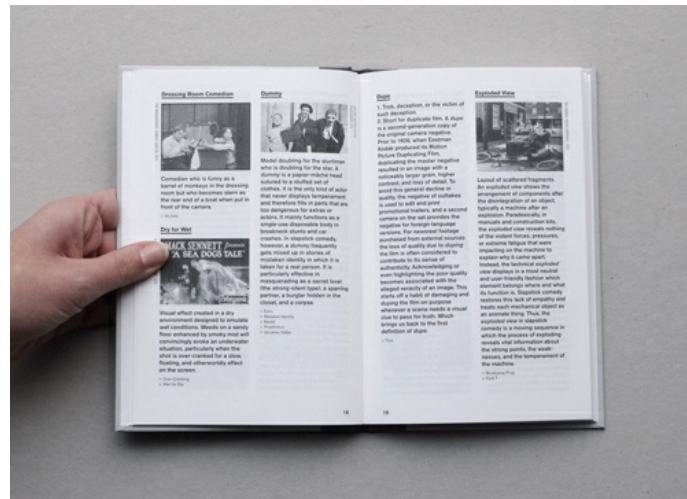 Dressing Room Comedian
Comedian who is funny as a
barrel of monkeys in the dressing
room but who becomes stern as
the rear end of a boat when put in
front of the camera.
Dry for Wet
MACK SENNETT Presents
"A SEA DOGS TALE"
Visual effect created in a dry
environment designed to simulate
wet conditions. Weeds on a sandy
floor enhanced by smoky mist will
convincingly evoke an underwater
situation, particularly when the
shot is over-cranked for a slow,
floating, and otherworldly effect
on the screen.
> Over-Cranking
> Wet for Dry
Dummy
Model doubling for the stuntman
who is doubling for the star. A
dummy is a papier-mâché head
sutured to a stuffed set of
clothes. It is the only kind of actor
that never displays temperament
and therefore fills in parts that are
too dangerous for extras or
actors. It mainly functions as a
single-use disposable body in
breakneck stunts and car
crashes. In slapstick comedy,
however, a dummy frequently
gets mixed up in stories of
mistaken identity in which it is
taken for a real person. It is
particularly effective in
masquerading as a secret lover
(the strong-silent type), a sparring
partner, a burglar hidden in the
closet, and a corpse.
> Extra
> Mistaken Identity
> Model
> Prosthetics
18
Dupe
1. Trick, deception, or the victim of
such deception.
2. Short for duplicate film. A dupe
is a second-generation copy of
the original camera negative.
Prior to 1926, when Eastman
Kodak produced its Motion
Picture Duplicating Film,
duplicating the master negative
resulted in an image with a
noticeably larger grain, higher
contrast, and loss of detail. To
avoid this general decline in
quality, the negative of outtakes
is used to edit and print
promotional trailers, and a second
camera on the set provides the
negative for foreign-language
versions. For newsreel footage
purchased from external sources
the loss of quality due to duping
the film is often considered to
contribute to its sense of
authenticity. Acknowledging or
even highlighting the poor quality
becomes associated with the
alleged veracity of an image. This
starts off a habit of damaging and
duping the film on purpose
whenever a scene needs a visual
clue to pass for truth. Which
brings us back to the first
definition of dupe.
> Trick
Exploded View
Layout of scattered fragments.
An exploded view shows the
arrangement of components after
the disintegration of an object,
typically a machine after an
explosion. Paradoxically, in
manuals and construction kits,
the exploded view reveals nothing
of the violent forces, pressures,
or extreme fatigue that were
impacting on the machine to
explain why it came apart.
Instead, the technical exploded
view displays in a most neutral
and user-friendly fashion which
element belongs where and what
its function is. Slapstick comedy
restores this lack of empathy and
treats each mechanical object as
an animate thing. Thus, the
exploded view in slapstick
comedy is a moving sequence in
which the process of exploding
reveals vital information about
the strong points, the weak-
nesses, and the temperament of
the machine.
> Breakaway Prop
> Ford T
19